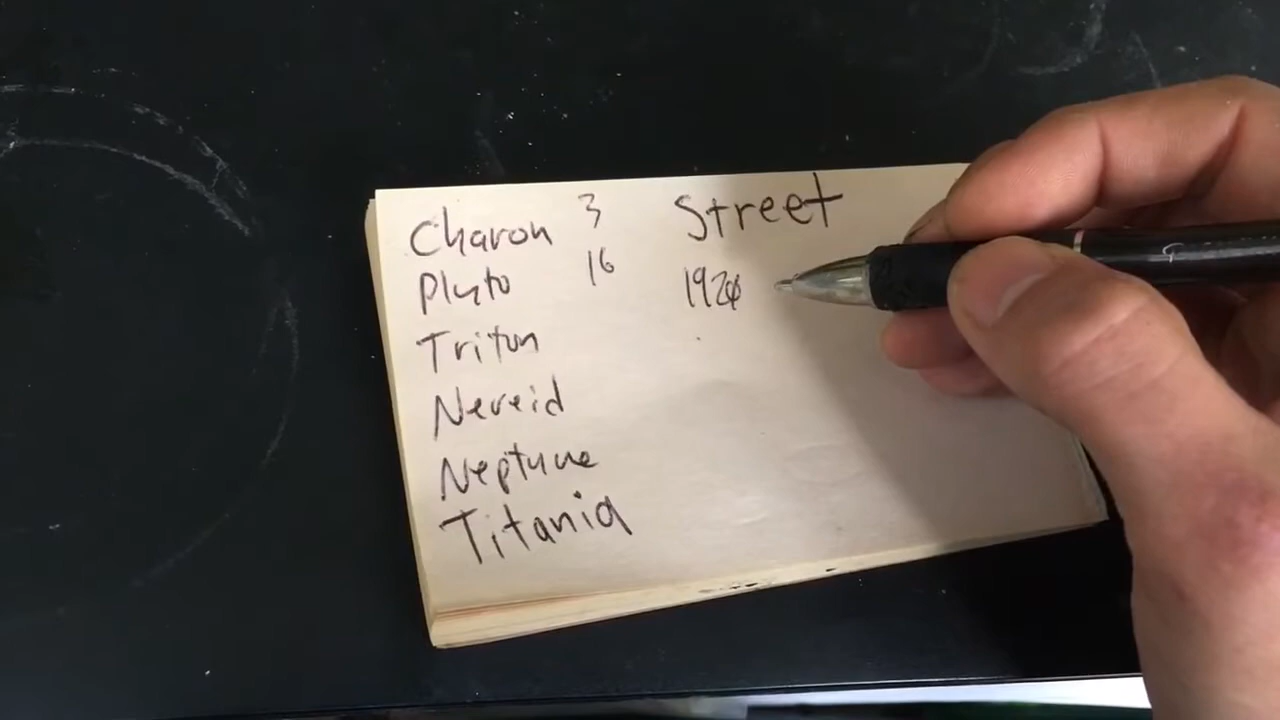 Charon 3 Street
Pluto 16 1920
Triton
Nereid
Neptune
Titania